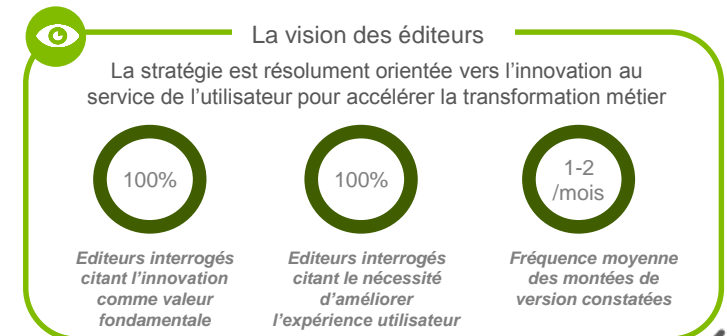 La vision des éditeurs
La stratégie est résolument orientée vers l'innovation au
service de l'utilisateur pour accélérer la transformation métier
100%
Editeurs interrogés
citant l'innovation
comme valeur
fondamentale
100%
Editeurs interrogés
citant le nécessité
d'améliorer
l'expérience utilisateur
1-2
/mois
Fréquence moyenne
des montées de
version constatées